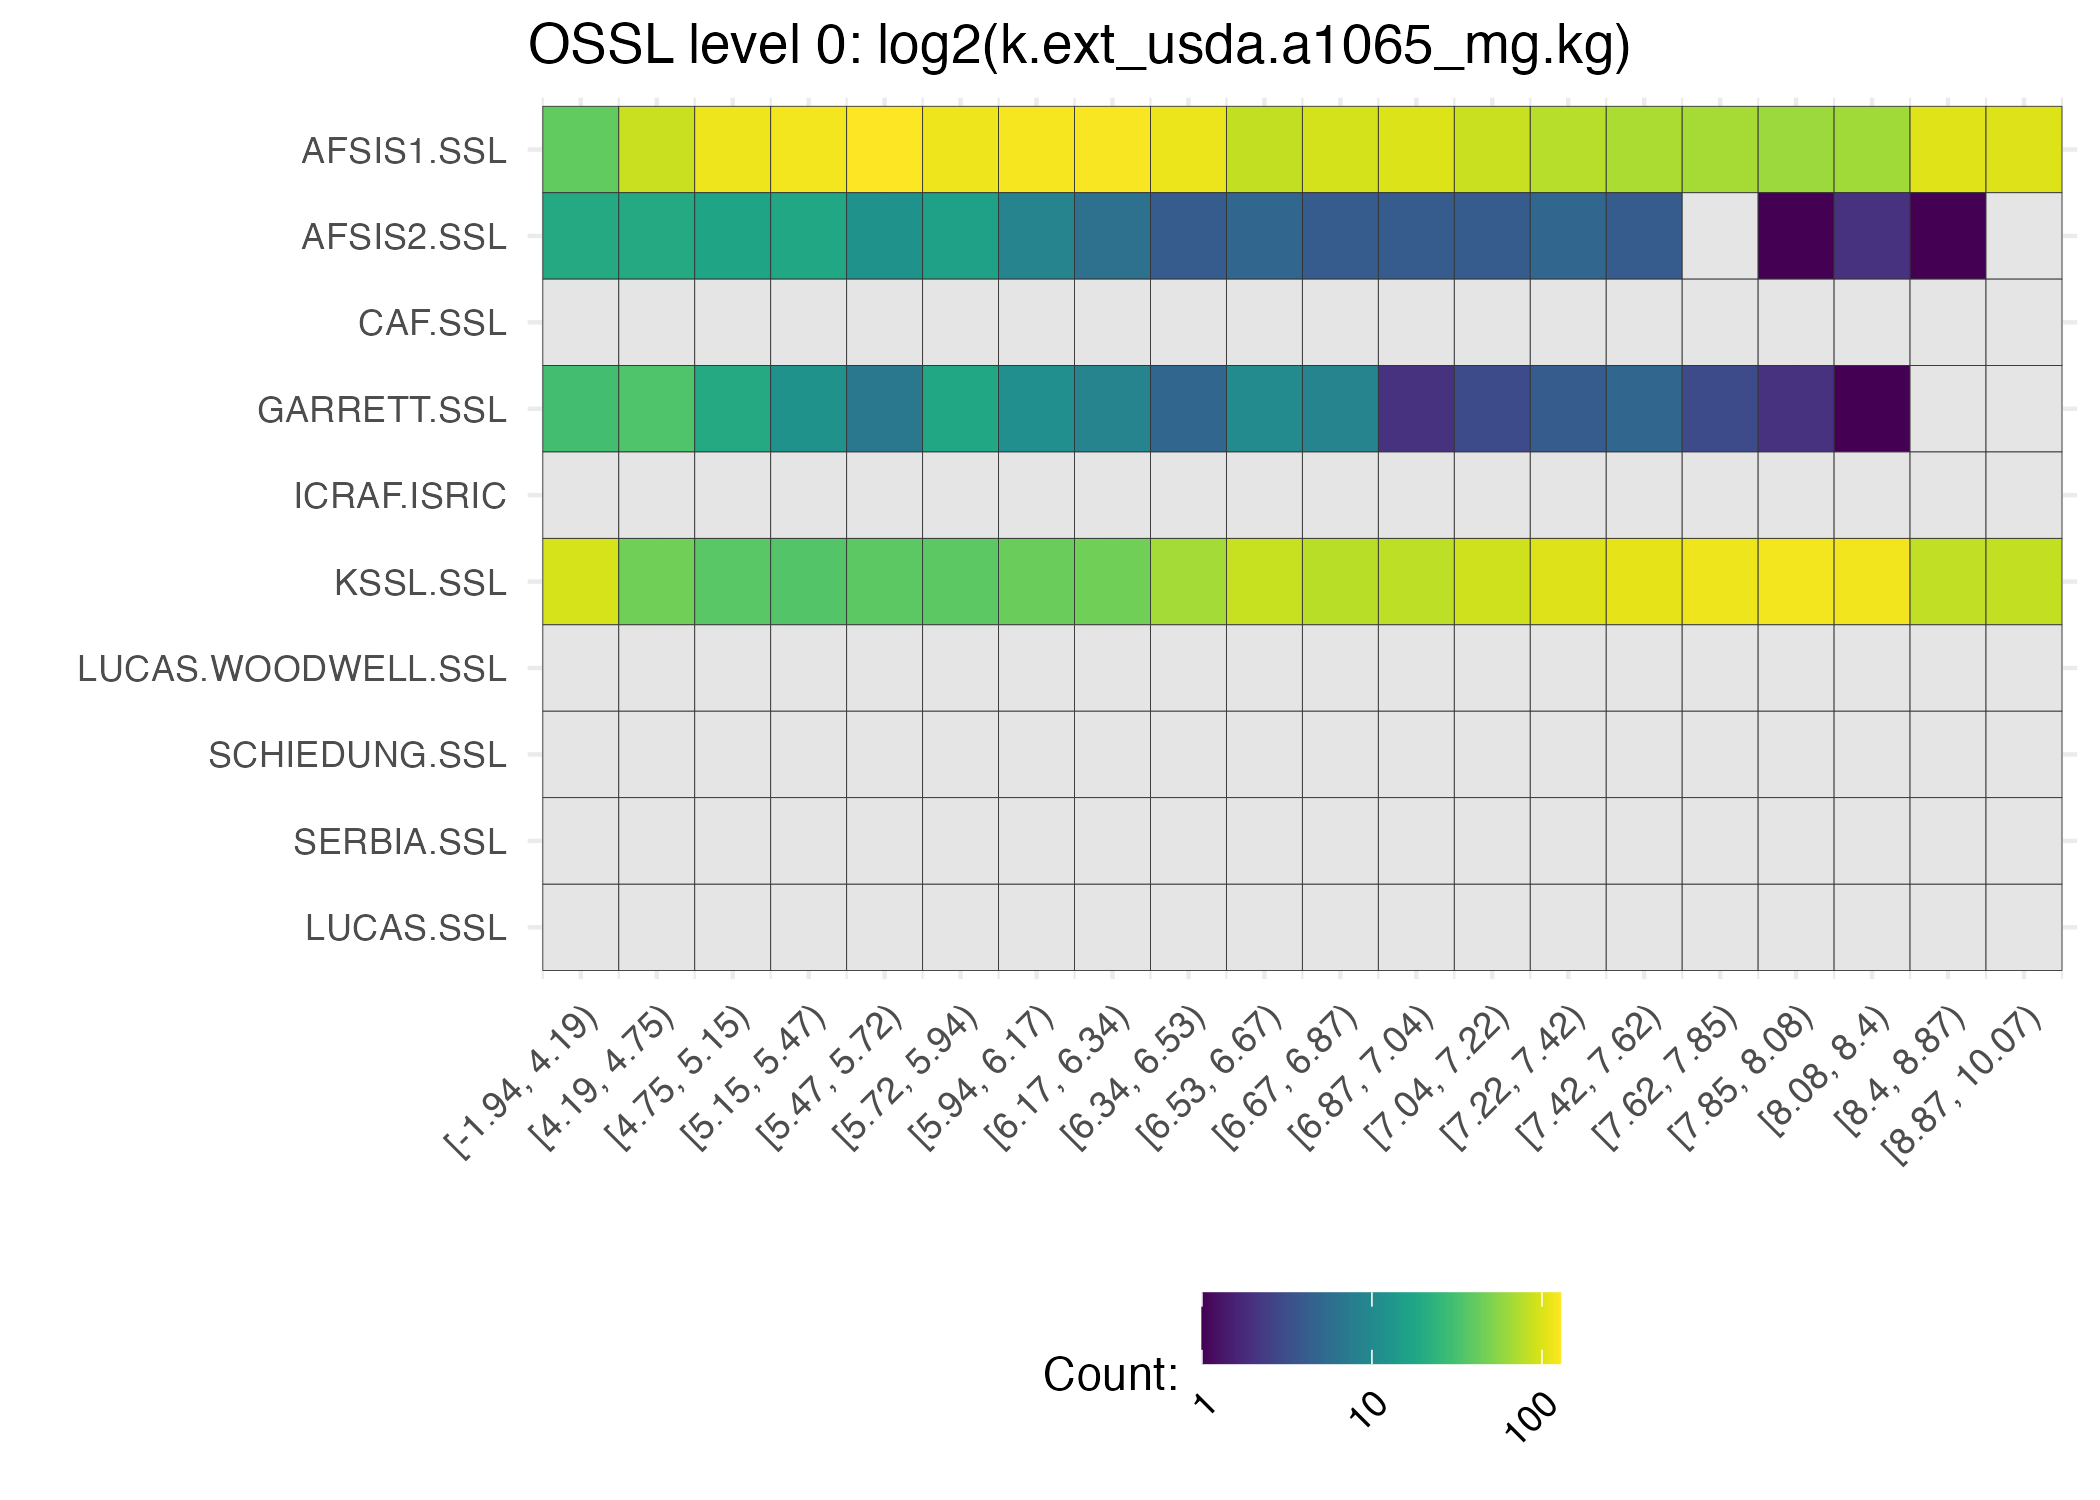 OSSL level 0: log2(k.ext_usda.a1065_mg.kg)
AFSIS1.SSL
AFSIS2.SSL
CAF.SSL
GARRETT.SSL
ICRAF.ISRIC
KSSL.SSL
LUCAS.WOODWELL.SSL
SCHIEDUNG.SSL
SERBIA.SSL
LUCAS.SSL
[-1.94, 4.19)
[4.19, 4.75)
[4.75, 5.15)
[5.15, 5.47)
[5.47, 5.72)
[5.72, 5.94)
[5.94, 6.17)
[6.17, 6.34)
[6.34, 6.53)
[6.53, 6.67)
[6.67, 6.87)
[6.87, 7.04)
[7.04, 7.22)
[7.22, 7.42)
[7.42, 7.62)
[7.62, 7.85)
[7.85, 8.08)
[8.08, 8.4)
[8.4, 8.87)
[8.87, 10.07)
Count:
1
10
100